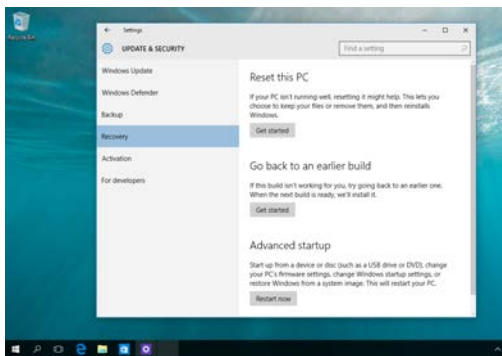 Recycle Bin
Settings
UPDATE & SECURITY
Find a setting
Windows Update
Windows Defender
Backup
Recovery
Activation
For developers
Reset this PC
If your PC isn't running well, resetting it might help. This lets you
choose to keep your files or remove them, and then reinstalls
Windows.
Get started
Go back to an earlier build
If this build isn't working for you, try going back to an earlier one.
When the next build is ready, we'll install it.
Get started
Advanced startup
Start up from a device or disc (such as a USB drive or DVD), change
your PC's firmware settings, change Windows startup settings, or
restore Windows from a system image. This will restart your PC.
Restart now